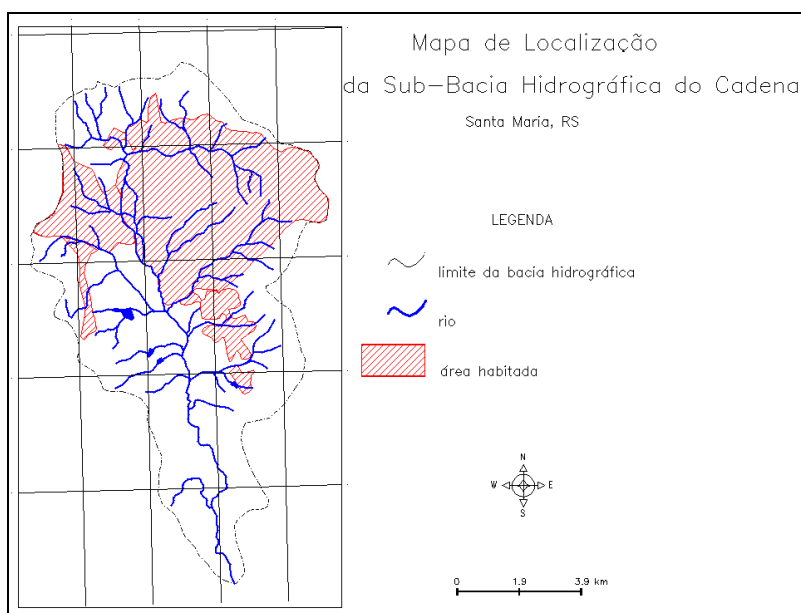 Mapa de Localização
da Sub-Bacia Hidrográfica do Cadena
Santa Maria, RS
LEGENDA
limite da bacia hidrográfica
rio
área habitada
N
W E
S
0 1.9 3.9 km